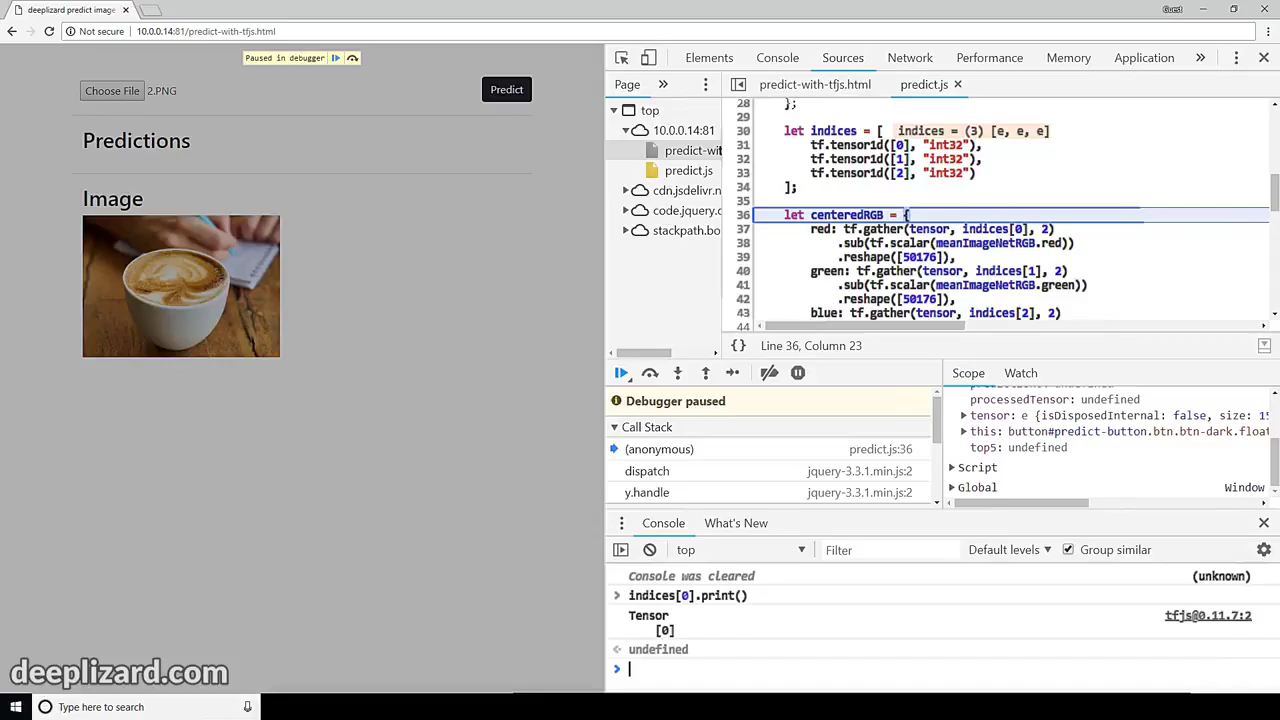 deeplizard predict image
Guest
Not secure
10.0.0.14:81/predict-with-tfjs.html
Paused in debugger
Choose File 2.PNG
Predict
Predictions
Image
deeplizard.com
Type here to search
Elements Console Sources Network Performance Memory Application »
Page »
predict-with-tfjs.html predict.js
top
10.0.0.14:81
predict-wit
predict.js
cdn.jsdelivr.n
code.jquery.c
stackpath.bo
28 };
29
30 let indices = [ indices = (3) [e, e, e]
31 tf.tensor1d([0], "int32"),
32 tf.tensor1d([1], "int32"),
33 tf.tensor1d([2], "int32")
34 ];
35
36 let centeredRGB = {
37 red: tf.gather(tensor, indices[0], 2)
38 .sub(tf.scalar(meanImageNetRGB.red))
39 .reshape([50176]),
40 green: tf.gather(tensor, indices[1], 2)
41 .sub(tf.scalar(meanImageNetRGB.green))
42 .reshape([50176]),
43 blue: tf.gather(tensor, indices[2], 2)
44
{} Line 36, Column 23
Debugger paused
Call Stack
(anonymous) predict.js:36
dispatch jquery-3.3.1.min.js:2
y.handle jquery-3.3.1.min.js:2
Scope Watch
processedTensor: undefined
tensor: e {isDisposedInternal: false, size: 15
this: button#predict-button.btn.btn-dark.float
top5: undefined
Script
Global Window
Console What's New
top Filter Default levels Group similar
Console was cleared (unknown)
> indices[0].print()
Tensor tfjs@0.11.7:2
[0]
undefined
>